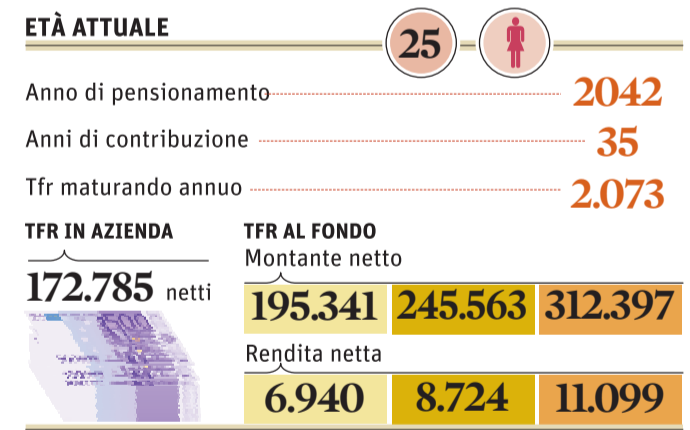 ETÀ ATTUALE 25
Anno di pensionamento 2042
Anni di contribuzione 35
Tfr maturando annuo 2.073
TFR IN AZIENDA
172.785 netti
TFR AL FONDO
Montante netto
195.341 245.563 312.397
Rendita netta
6.940 8.724 11.099